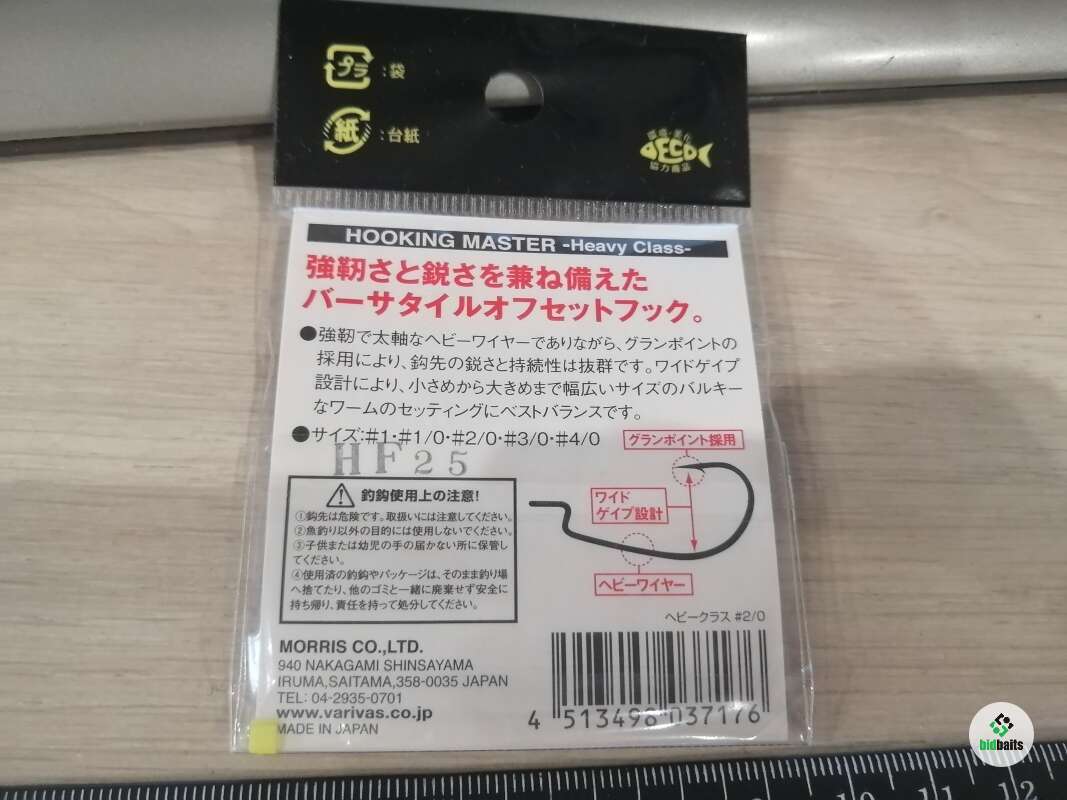 プラ
:袋
紙
:台紙
環境・美化
ECO
協力商品
HOOKING MASTER -Heavy Class-
強靭さと鋭さを兼ね備えた
バーサタイルオフセットフック。
●強靭で太軸なヘビーワイヤーでありながら、グランポイントの
採用により、鈎先の鋭さと持続性は抜群です。ワイドゲイプ
設計により、小さめから大きめまで幅広いサイズのバルキー
なワームのセッティングにベストバランスです。
●サイズ:#1・#1/0・#2/0・#3/0・#4/0
HF25
グランポイント採用
ワイド
ゲイプ設計
ヘビーワイヤー
ヘビークラス #2/0
釣鈎使用上の注意!
①鈎先は危険です。取扱いには注意してください。
②魚釣り以外の目的には使用しないでください。
③子供または幼児の手の届かない所に保管し
てください。
④使用済の釣鈎やパッケージは、そのまま釣り場
へ捨てたり、他のゴミと一緒に廃棄せず安全に
持ち帰り、責任を持って処分してください。
MORRIS CO.,LTD.
940 NAKAGAMI SHINSAYAMA
IRUMA,SAITAMA,358-0035 JAPAN
TEL: 04-2935-0701
www.varivas.co.jp
MADE IN JAPAN
4 513498 037176
bidbaits
9 10 11 12